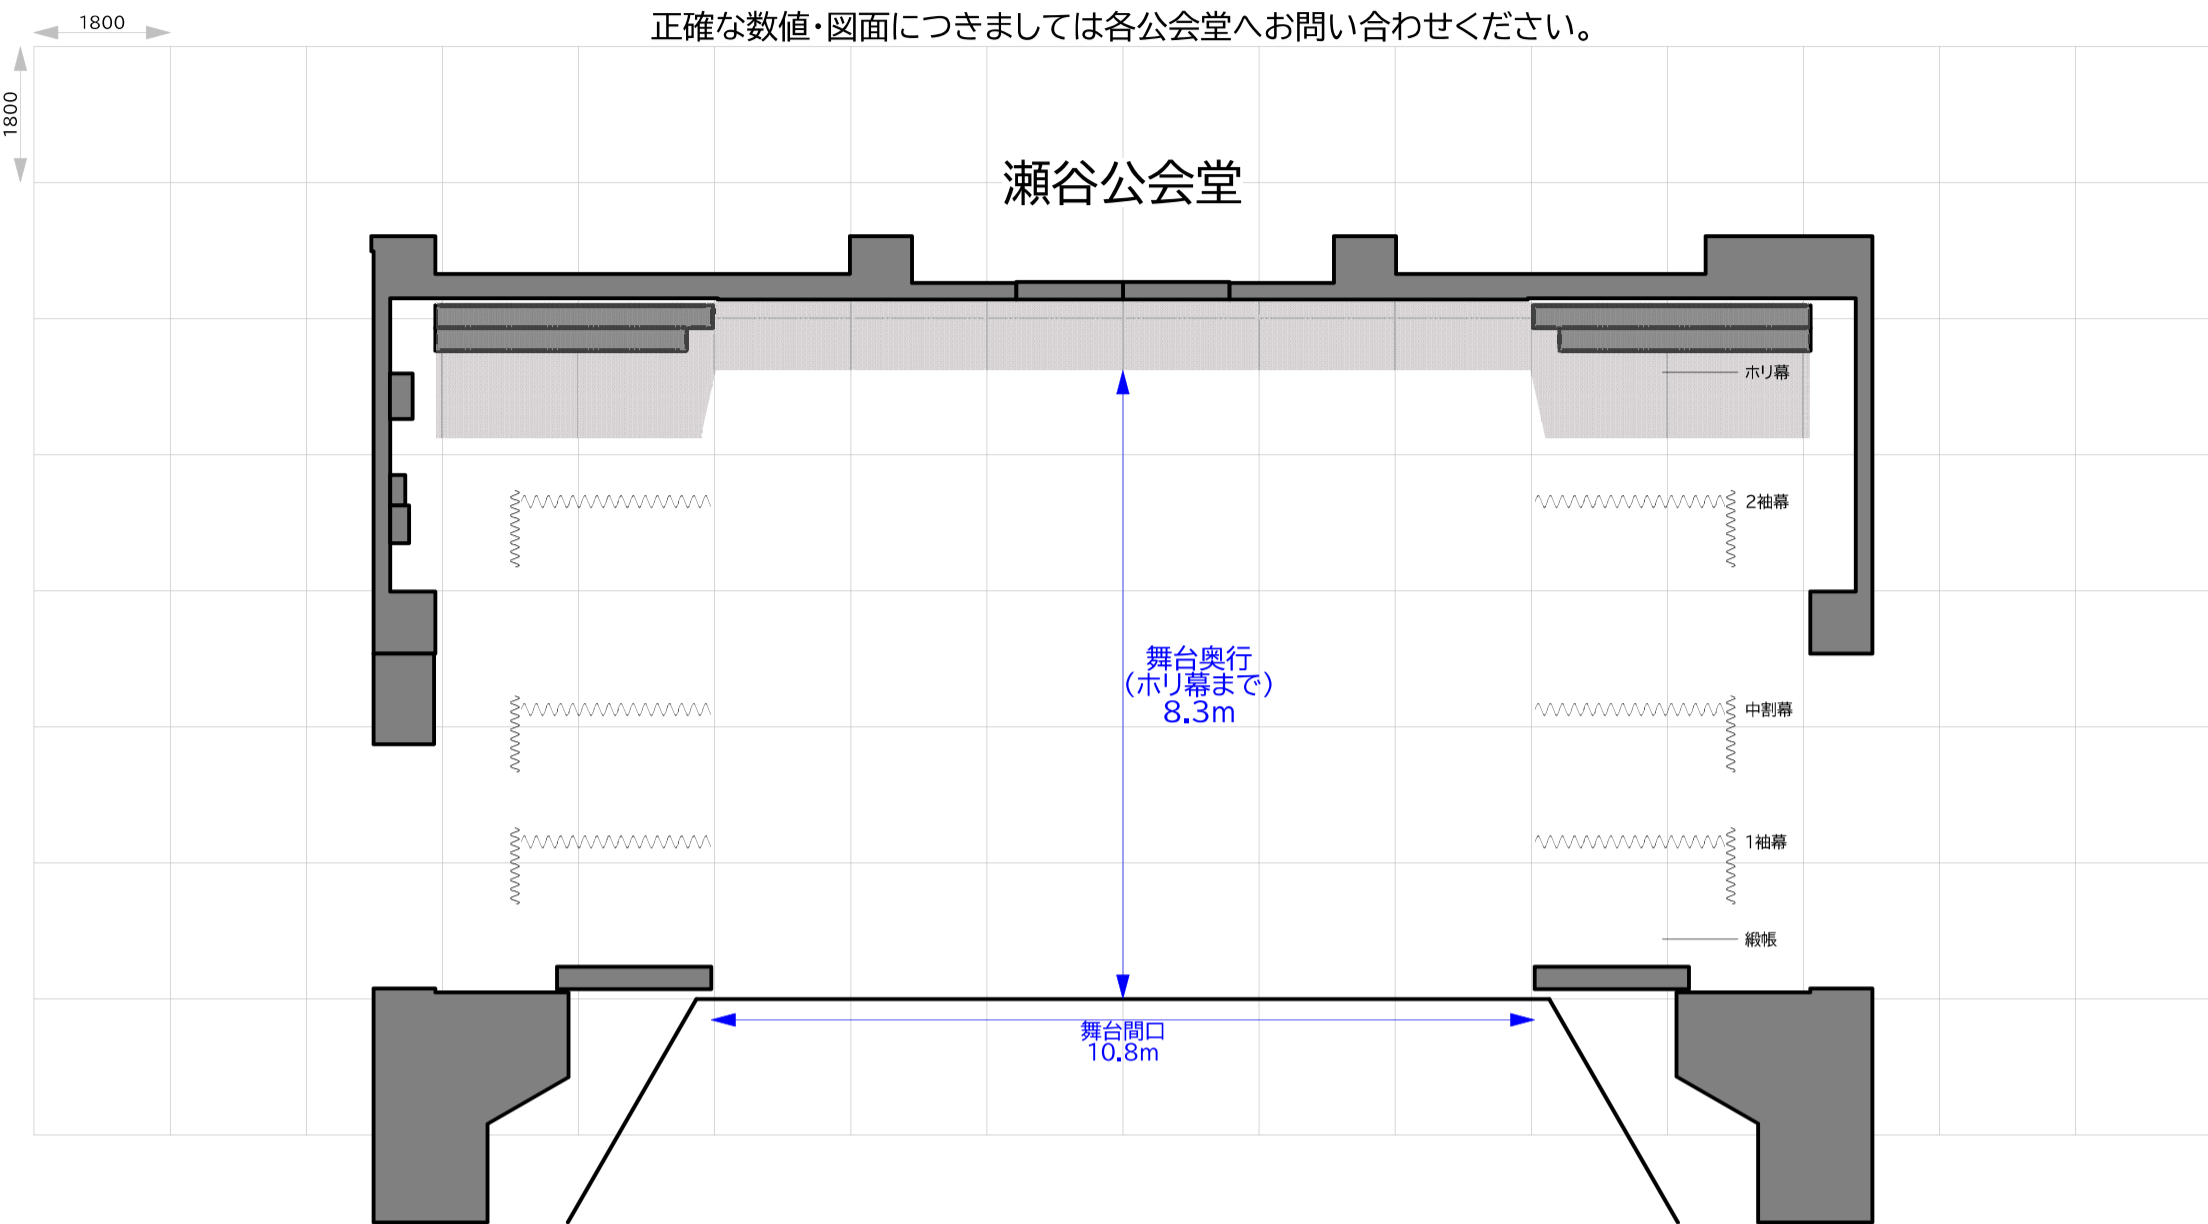 正確な数値・図面につきましては各公会堂へお問い合わせください。
1800
1800
瀬谷公会堂
ホリ幕
2袖幕
舞台奥行
（ホリ幕まで）
8.3m
中割幕
1袖幕
緞帳
舞台間口
10.8m